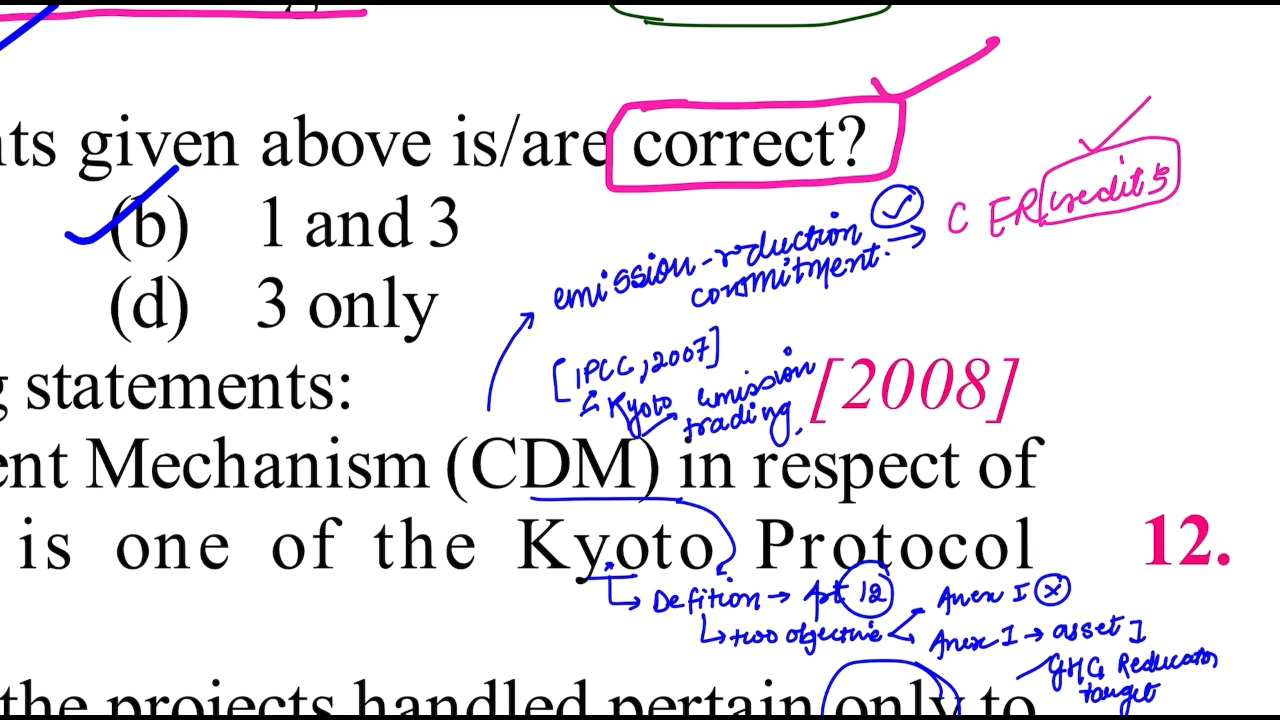 nts given above is/are correct?
(b) 1 and 3
CER credits
emission-reduction
commitment.
(d) 3 only
[IPCC, 2007]
g statements:
Kyoto emission
trading.
[2008]
ent Mechanism (CDM) in respect of
is one of the Kyoto Protocol
12.
Defition → Art 12
Anex I
two objective
Anex I → asset I
GHG Reducation
target
the projects handled pertain only to